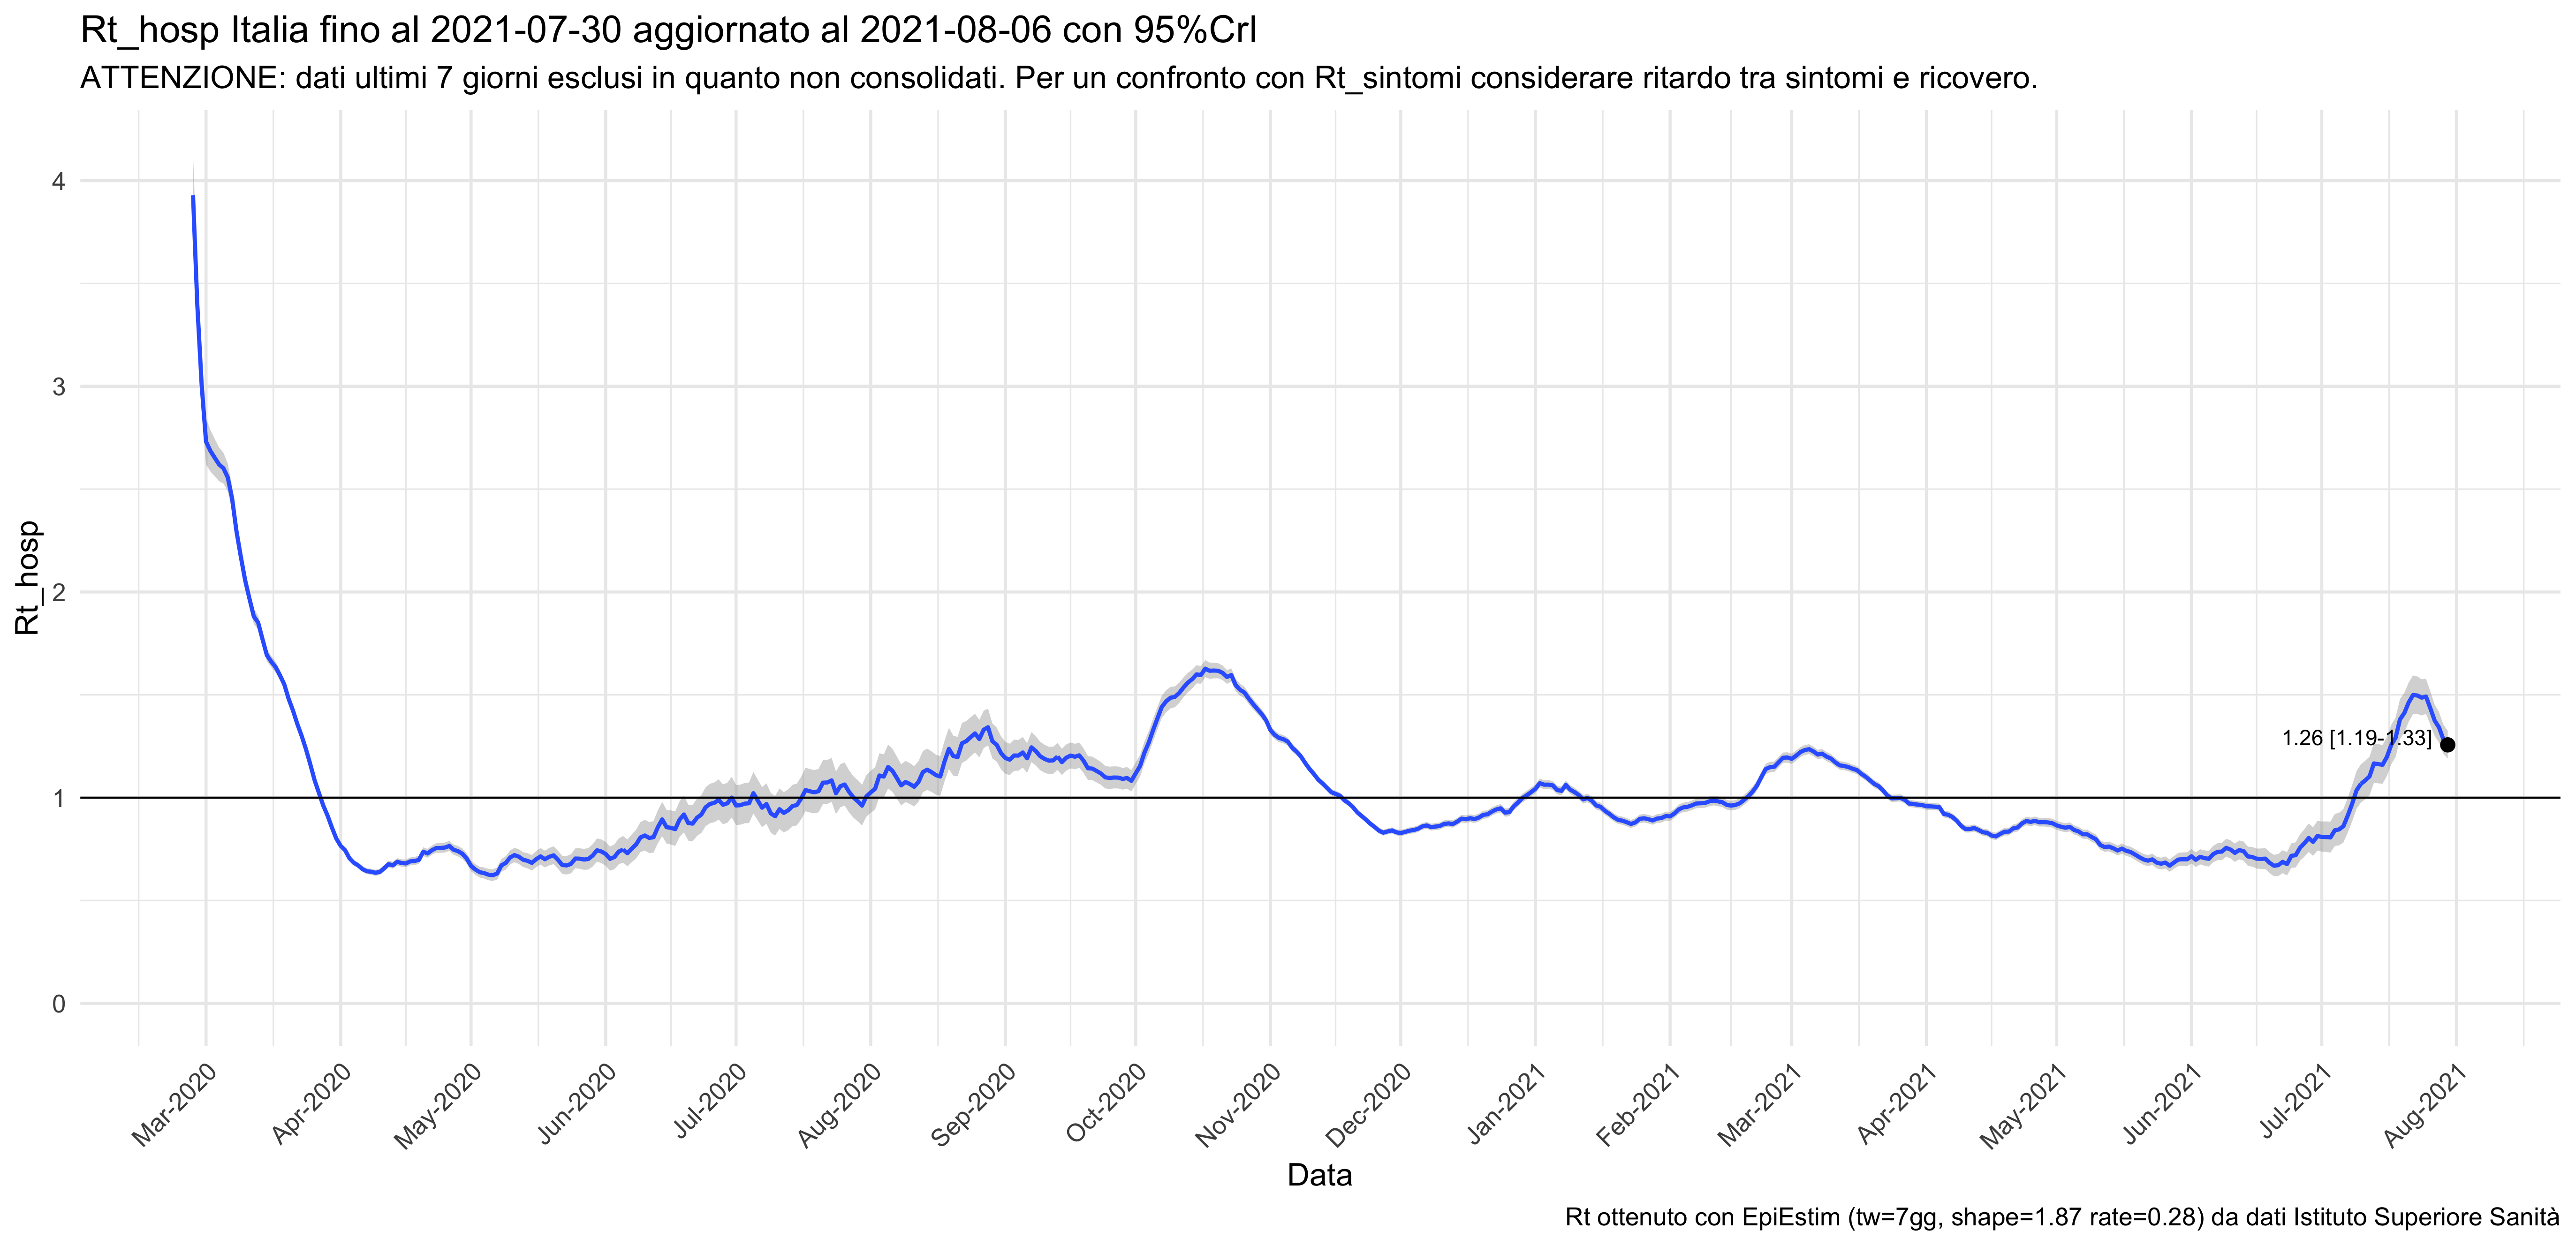 Rt_hosp Italia fino al 2021-07-30 aggiornato al 2021-08-06 con 95%CrI
ATTENZIONE: dati ultimi 7 giorni esclusi in quanto non consolidati. Per un confronto con Rt_sintomi considerare ritardo tra sintomi e ricovero.
Rt_hosp
4
3
2
1
0
1.26 [1.19-1.33]
Mar-2020
Apr-2020
May-2020
Jun-2020
Jul-2020
Aug-2020
Sep-2020
Oct-2020
Nov-2020
Dec-2020
Jan-2021
Feb-2021
Mar-2021
Apr-2021
May-2021
Jun-2021
Jul-2021
Aug-2021
Data
Rt ottenuto con EpiEstim (tw=7gg, shape=1.87 rate=0.28) da dati Istituto Superiore Sanità